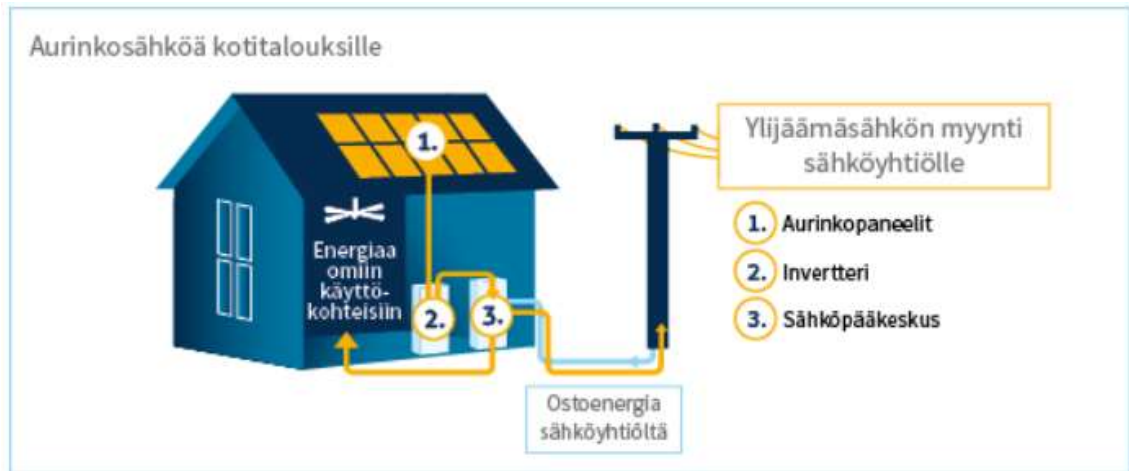 Aurinkosähköä kotitalouksille
1.
Energiaa
omiin
käyttö-
kohteisiin
2.
3.
Ylijäämäsähkön myynti
sähköyhtiölle
1. Aurinkopaneelit
2. Invertteri
3. Sähköpääkeskus
Ostoenergia
sähköyhtiöltä